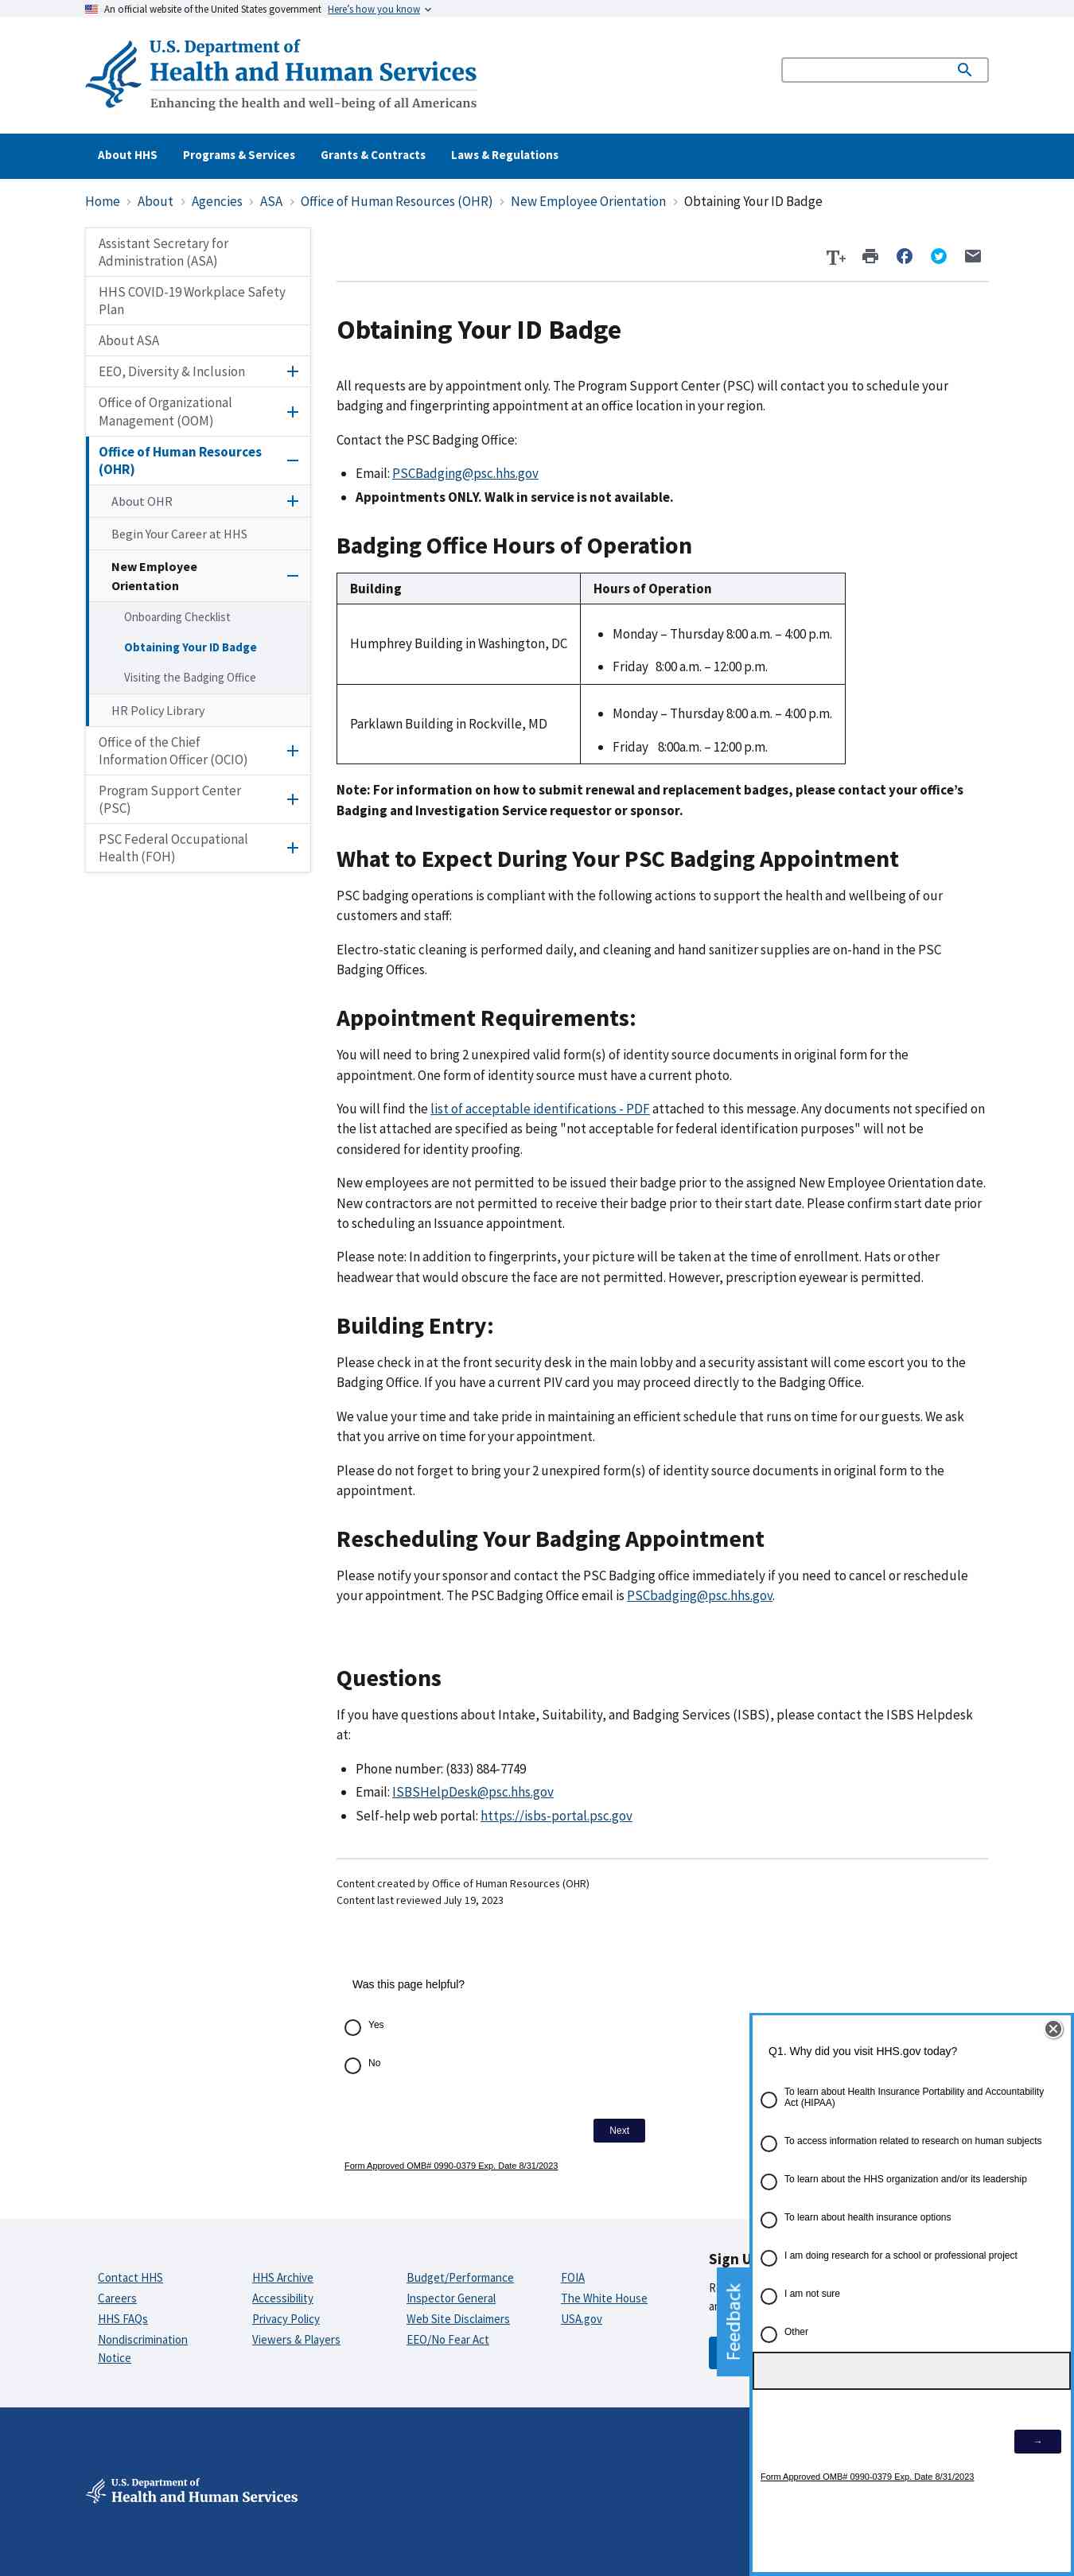 An official website of the United States government Here's how you know
U.S. Department of
Health and Human Services
Enhancing the health and well-being of all Americans
About HHS Programs & Services Grants & Contracts Laws & Regulations
Home About Agencies ASA Office of Human Resources (OHR) New Employee Orientation Obtaining Your ID Badge
Assistant Secretary for
Administration (ASA)
HHS COVID-19 Workplace Safety
Plan
About ASA
EEO, Diversity & Inclusion
Office of Organizational
Management (OOM)
Office of Human Resources
(OHR)
About OHR
Begin Your Career at HHS
New Employee
Orientation
Onboarding Checklist
Obtaining Your ID Badge
Visiting the Badging Office
HR Policy Library
Office of the Chief
Information Officer (OCIO)
Program Support Center
(PSC)
PSC Federal Occupational
Health (FOH)
T+
Obtaining Your ID Badge
All requests are by appointment only. The Program Support Center (PSC) will contact you to schedule your
badging and fingerprinting appointment at an office location in your region.
Contact the PSC Badging Office:
• Email: PSCBadging@psc.hhs.gov
• Appointments ONLY. Walk in service is not available.
Badging Office Hours of Operation
Building Hours of Operation
Humphrey Building in Washington, DC
• Monday – Thursday 8:00 a.m. – 4:00 p.m.
• Friday 8:00 a.m. – 12:00 p.m.
Parklawn Building in Rockville, MD
• Monday – Thursday 8:00 a.m. – 4:00 p.m.
• Friday 8:00a.m. – 12:00 p.m.
Note: For information on how to submit renewal and replacement badges, please contact your office's
Badging and Investigation Service requestor or sponsor.
What to Expect During Your PSC Badging Appointment
PSC badging operations is compliant with the following actions to support the health and wellbeing of our
customers and staff:
Electro-static cleaning is performed daily, and cleaning and hand sanitizer supplies are on-hand in the PSC
Badging Offices.
Appointment Requirements:
You will need to bring 2 unexpired valid form(s) of identity source documents in original form for the
appointment. One form of identity source must have a current photo.
You will find the list of acceptable identifications - PDF attached to this message. Any documents not specified on
the list attached are specified as being "not acceptable for federal identification purposes" will not be
considered for identity proofing.
New employees are not permitted to be issued their badge prior to the assigned New Employee Orientation date.
New contractors are not permitted to receive their badge prior to their start date. Please confirm start date prior
to scheduling an Issuance appointment.
Please note: In addition to fingerprints, your picture will be taken at the time of enrollment. Hats or other
headwear that would obscure the face are not permitted. However, prescription eyewear is permitted.
Building Entry:
Please check in at the front security desk in the main lobby and a security assistant will come escort you to the
Badging Office. If you have a current PIV card you may proceed directly to the Badging Office.
We value your time and take pride in maintaining an efficient schedule that runs on time for our guests. We ask
that you arrive on time for your appointment.
Please do not forget to bring your 2 unexpired form(s) of identity source documents in original form to the
appointment.
Rescheduling Your Badging Appointment
Please notify your sponsor and contact the PSC Badging office immediately if you need to cancel or reschedule
your appointment. The PSC Badging Office email is PSCbadging@psc.hhs.gov.
Questions
If you have questions about Intake, Suitability, and Badging Services (ISBS), please contact the ISBS Helpdesk
at:
• Phone number: (833) 884-7749
• Email: ISBSHelpDesk@psc.hhs.gov
• Self-help web portal: https://isbs-portal.psc.gov
Content created by Office of Human Resources (OHR)
Content last reviewed July 19, 2023
Was this page helpful?
Yes
No
Next
Form Approved OMB# 0990-0379 Exp. Date 8/31/2023
Q1. Why did you visit HHS.gov today?
To learn about Health Insurance Portability and Accountability
Act (HIPAA)
To access information related to research on human subjects
To learn about the HHS organization and/or its leadership
To learn about health insurance options
I am doing research for a school or professional project
I am not sure
Other
→
Form Approved OMB# 0990-0379 Exp. Date 8/31/2023
Feedback
Contact HHS
Careers
HHS FAQs
Nondiscrimination
Notice
HHS Archive
Accessibility
Privacy Policy
Viewers & Players
Budget/Performance
Inspector General
Web Site Disclaimers
EEO/No Fear Act
FOIA
The White House
USA.gov
Sign
U.S. Department of
Health and Human Services